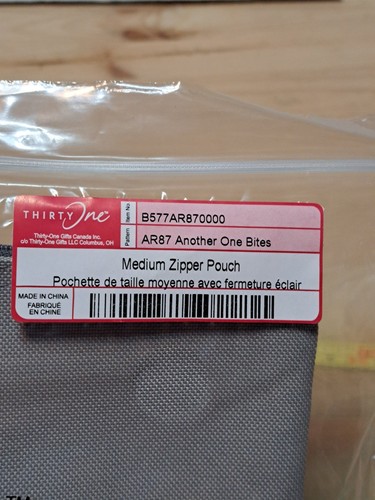 THIRTY One
Thirty-One Gifts Canada Inc.
c/o Thirty-One Gifts LLC Columbus, OH
Item No
B577AR870000
Pattern
AR87 Another One Bites
Medium Zipper Pouch
Pochette de taille moyenne avec fermeture éclair
MADE IN CHINA
FABRIQUÉ
EN CHINE
TM